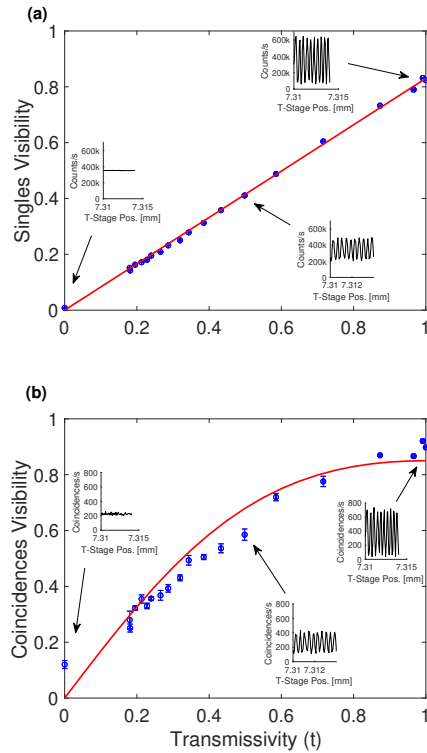 (a)
1
0.8
0.6
0.4
0.2
0
Singles Visibility
0 0.2 0.4 0.6 0.8 1
600k
400k
200k
0
Counts/s
7.31 7.315
T-Stage Pos. [mm]
600k
400k
200k
0
Counts/s
7.31 7.315
T-Stage Pos. [mm]
600k
400k
200k
0
Counts/s
7.31 7.312
T-Stage Pos. [mm]
(b)
1
0.8
0.6
0.4
0.2
0
Coincidences Visibility
0 0.2 0.4 0.6 0.8 1
Transmissivity (t)
800
600
400
200
0
Coincidences/s
7.31 7.315
T-Stage Pos. [mm]
800
600
400
200
0
Coincidences/s
7.31 7.315
T-Stage Pos. [mm]
800
600
400
200
0
Coincidences/s
7.31 7.312
T-Stage Pos. [mm]